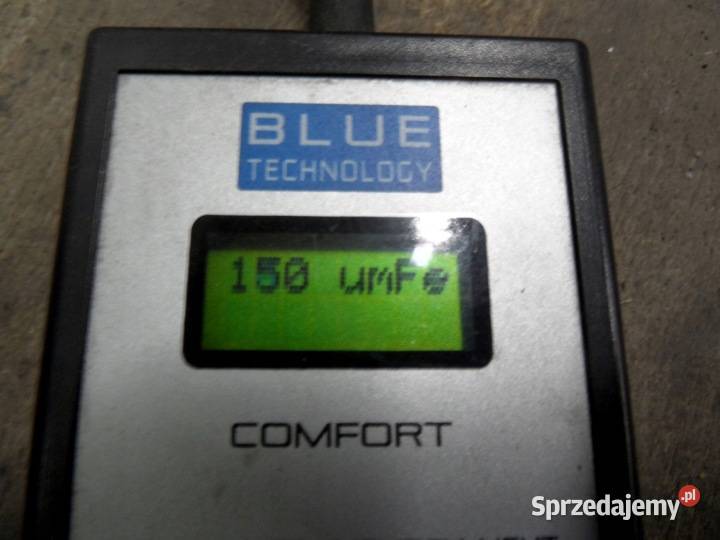 BLUE
TECHNOLOGY
150 umFe
COMFORT
Sprzedajemy.pl